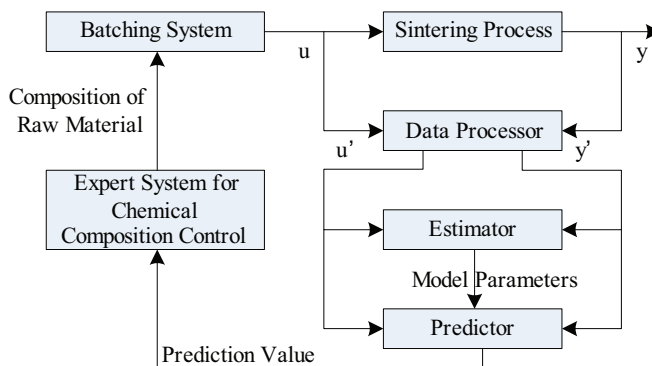 Batching System
Sintering Process
u
y
Composition of
Raw Material
Data Processor
u'
y'
Expert System for
Chemical
Composition Control
Estimator
Model Parameters
Predictor
Prediction Value